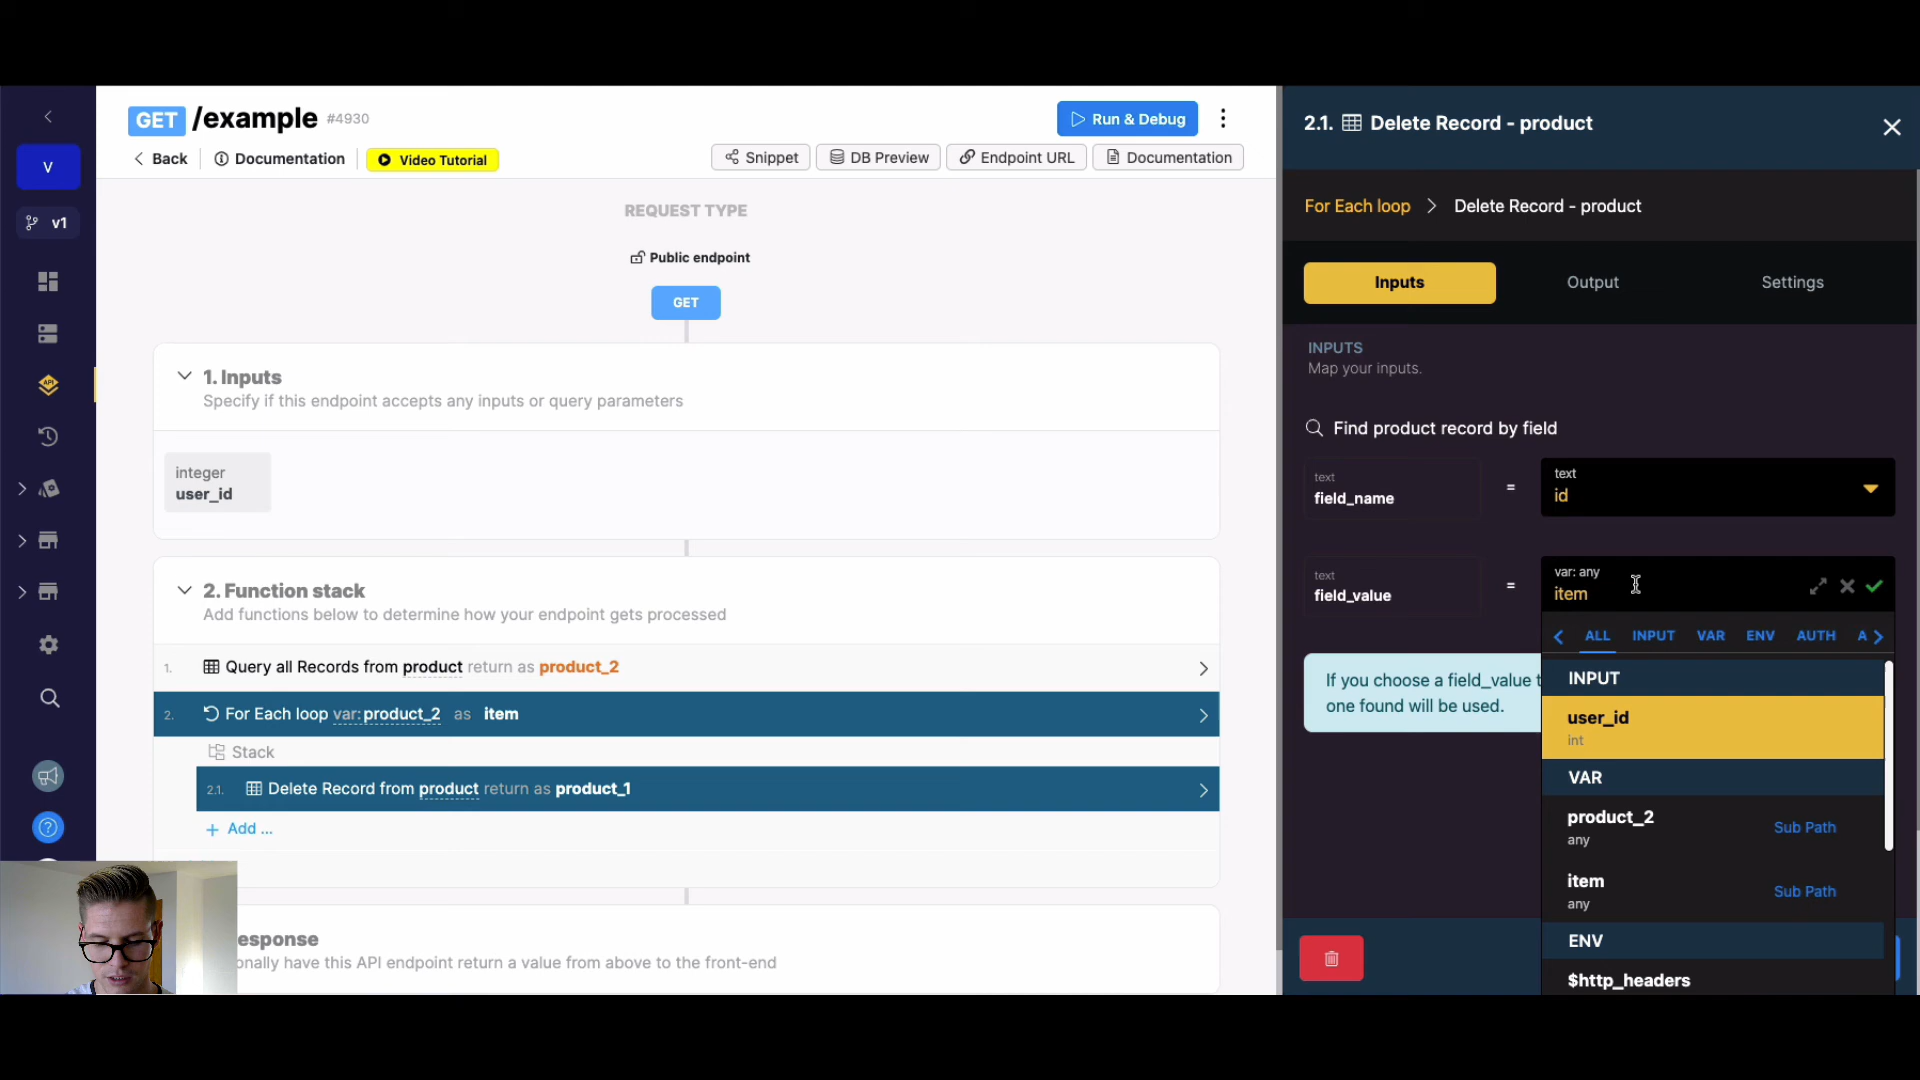 GET /example #4930
Run & Debug
Back
Documentation
Video Tutorial
Snippet
DB Preview
Endpoint URL
Documentation
V
v1
API
REQUEST TYPE
Public endpoint
GET
1. Inputs
Specify if this endpoint accepts any inputs or query parameters
integer
user_id
2. Function stack
Add functions below to determine how your endpoint gets processed
1. Query all Records from product return as product_2
2. For Each loop var:product_2 as item
Stack
2.1. Delete Record from product return as product_1
+ Add ...
esponse
onally have this API endpoint return a value from above to the front-end
2.1. Delete Record - product
For Each loop > Delete Record - product
Inputs
Output
Settings
INPUTS
Map your inputs.
Find product record by field
text
field_name
=
text
id
text
field_value
=
var: any
item
ALL INPUT VAR ENV AUTH A
If you choose a field_value t
one found will be used.
INPUT
user_id
int
VAR
product_2
any
Sub Path
item
any
Sub Path
ENV
$http_headers